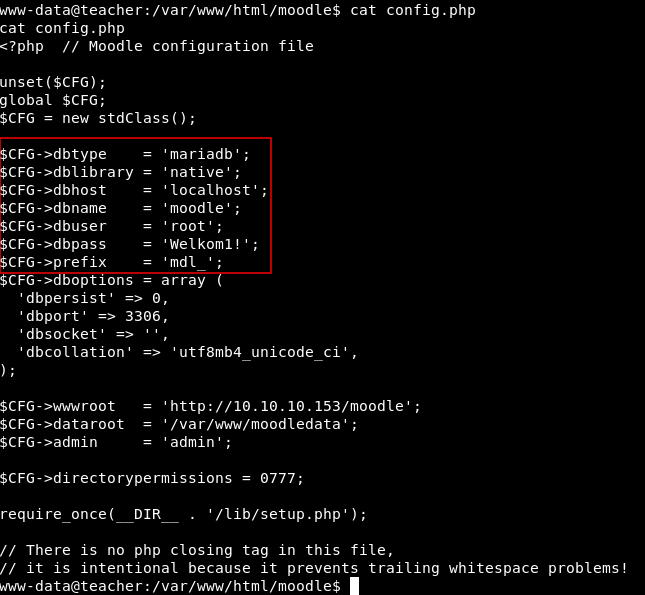 www-data@teacher:/var/www/html/moodle$ cat config.php
cat config.php
<?php  // Moodle configuration file

unset($CFG);
global $CFG;
$CFG = new stdClass();

$CFG->dbtype    = 'mariadb';
$CFG->dblibrary = 'native';
$CFG->dbhost    = 'localhost';
$CFG->dbname    = 'moodle';
$CFG->dbuser    = 'root';
$CFG->dbpass    = 'Welkom1!';
$CFG->prefix    = 'mdl_';
$CFG->dboptions = array (
  'dbpersist' => 0,
  'dbport' => 3306,
  'dbsocket' => '',
  'dbcollation' => 'utf8mb4_unicode_ci',
);

$CFG->wwwroot   = 'http://10.10.10.153/moodle';
$CFG->dataroot  = '/var/www/moodledata';
$CFG->admin     = 'admin';

$CFG->directorypermissions = 0777;

require_once(__DIR__ . '/lib/setup.php');

// There is no php closing tag in this file,
// it is intentional because it prevents trailing whitespace problems!
www-data@teacher:/var/www/html/moodle$